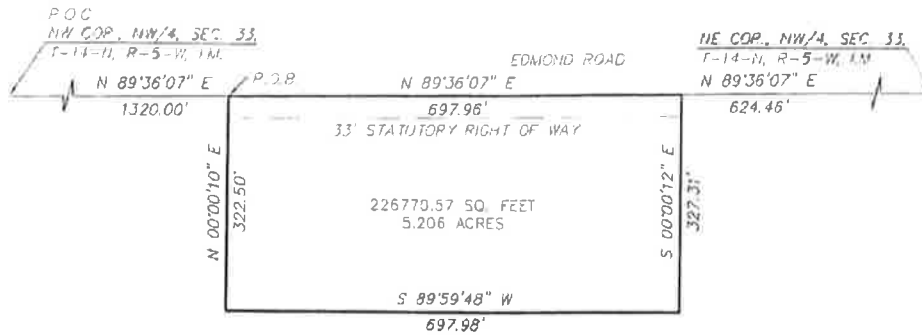 P.O.C
NW COR., NW/4, SEC. 33,
T-14-N, R-5-W, I.M.
NE COR., NW/4, SEC. 33,
T-14-N, R-5-W, I.M.
EDMOND ROAD
N 89°36'07" E
P.O.B
N 89°36'07" E
N 89°36'07" E
1320.00'
697.96'
624.46'
33' STATUTORY RIGHT OF WAY
N 00°00'10" E
322.50'
226770.57 SQ. FEET
5.206 ACRES
S 00°00'12" E
327.31'
S 89°59'48" W
697.98'